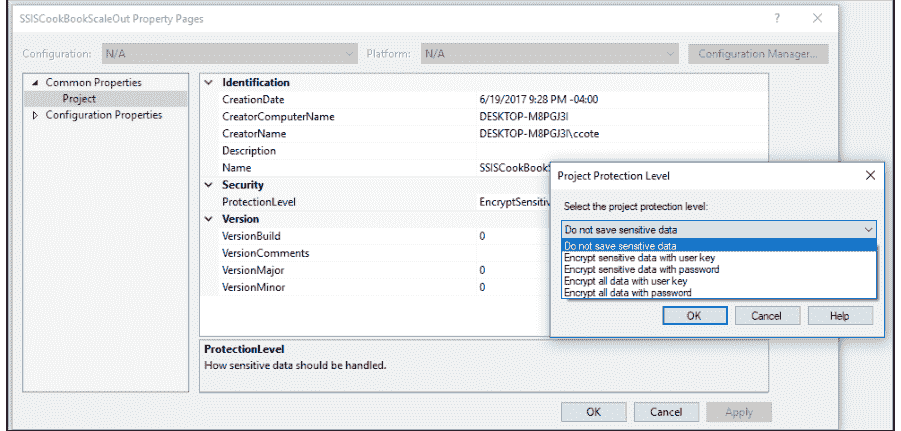 SSISCookBookScaleOut Property Pages
Configuration: N/A Platform: N/A Configuration Manager...
Common Properties
Project
Configuration Properties
Identification
CreationDate 6/19/2017 9:28 PM -04:00
CreatorComputerName DESKTOP-M8PGJ3I
CreatorName DESKTOP-M8PGJ3I\ccote
Description
Name SSISCookBook
Security
ProtectionLevel EncryptSensitiv
Version
VersionBuild 0
VersionComments
VersionMajor 0
VersionMinor 0
ProtectionLevel
How sensitive data should be handled.
OK Cancel Apply
Project Protection Level
Select the project protection level:
Do not save sensitive data
Do not save sensitive data
Encrypt sensitive data with user key
Encrypt sensitive data with password
Encrypt all data with user key
Encrypt all data with password
OK Cancel Help